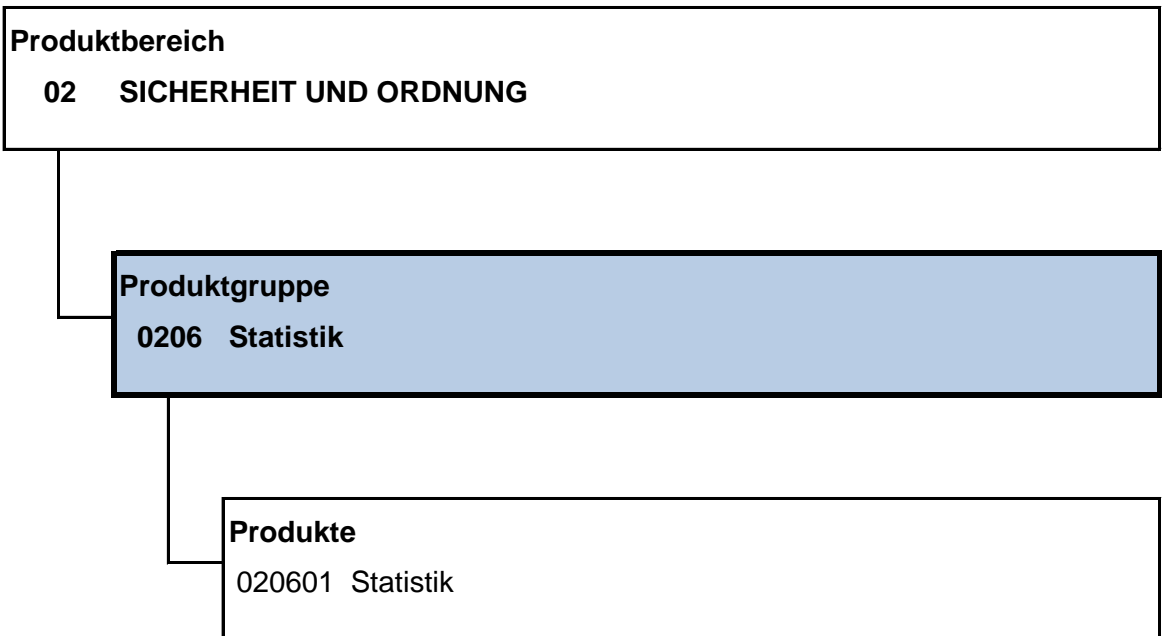 Produktbereich
02 SICHERHEIT UND ORDNUNG
Produktgruppe
0206 Statistik
Produkte
020601 Statistik